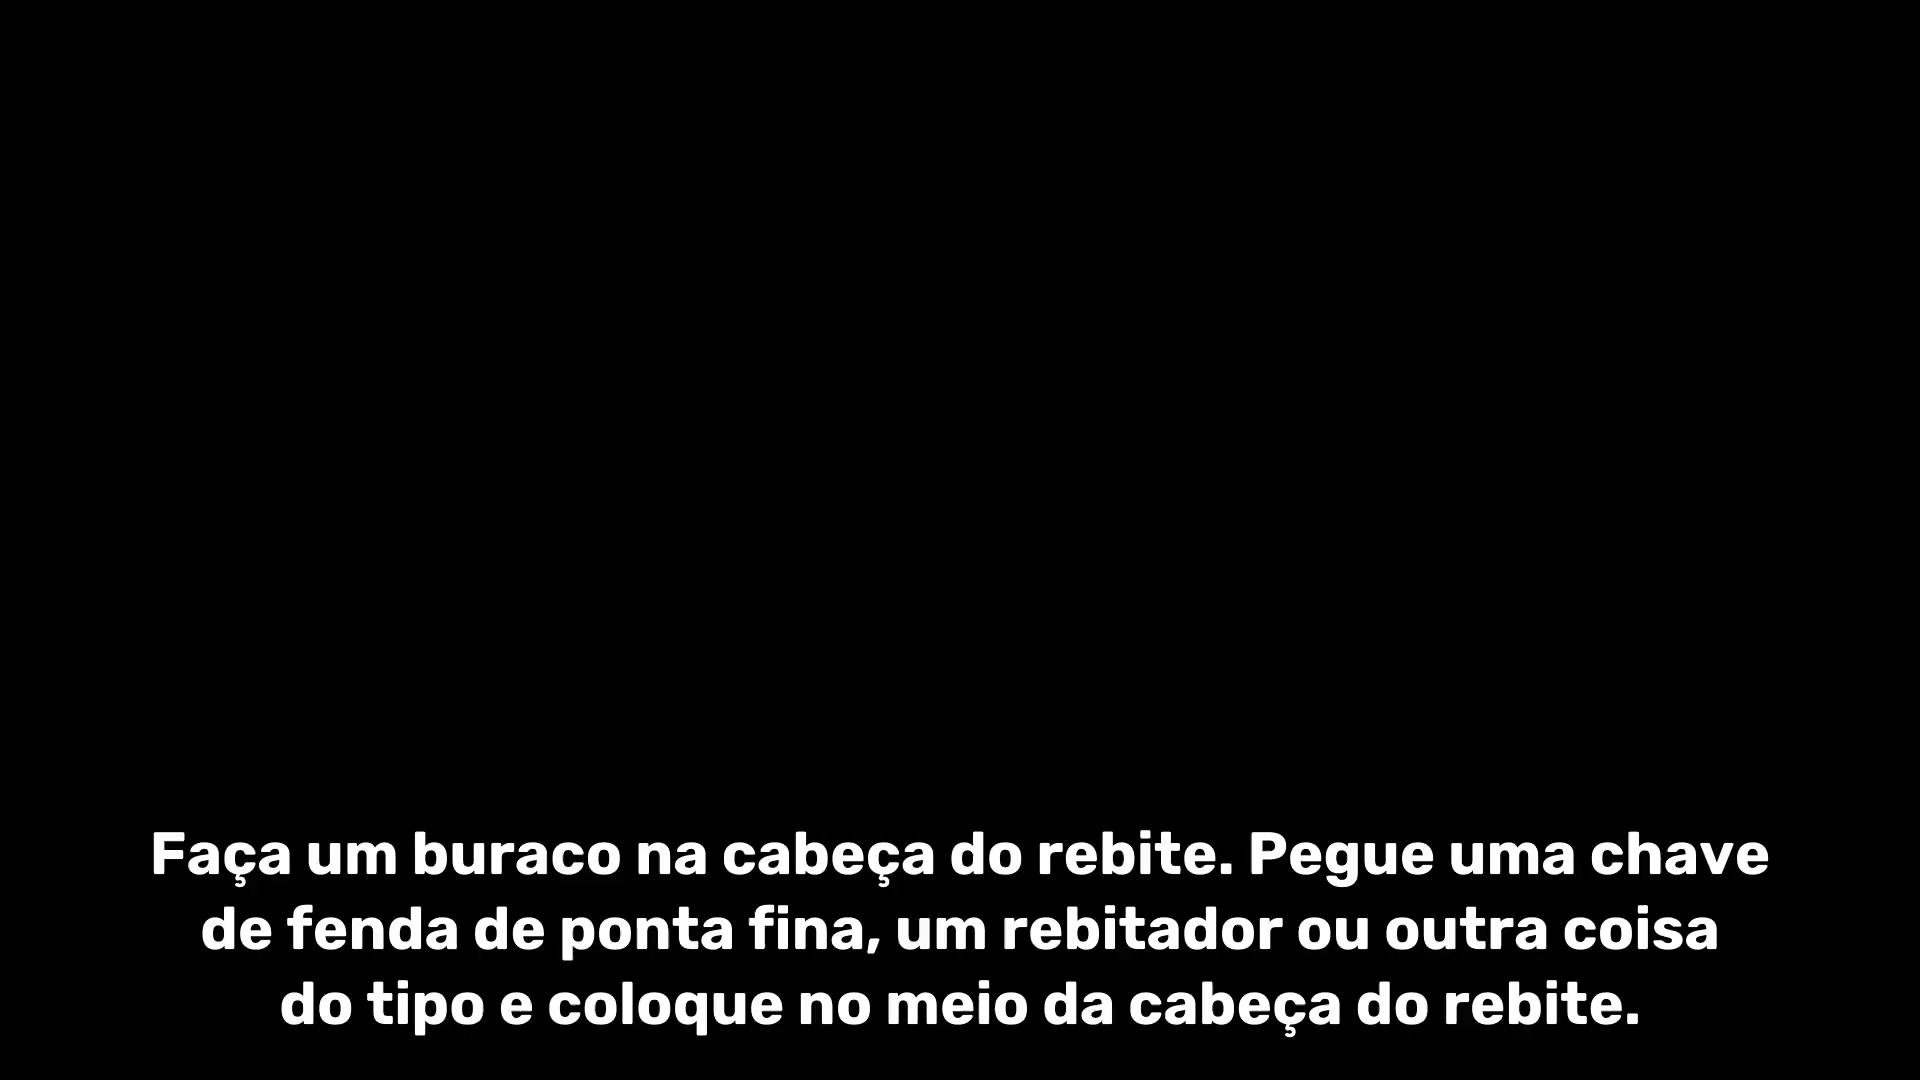 Faça um buraco na cabeça do rebite. Pegue uma chave
de fenda de ponta fina, um rebitador ou outra coisa
do tipo e coloque no meio da cabeça do rebite.